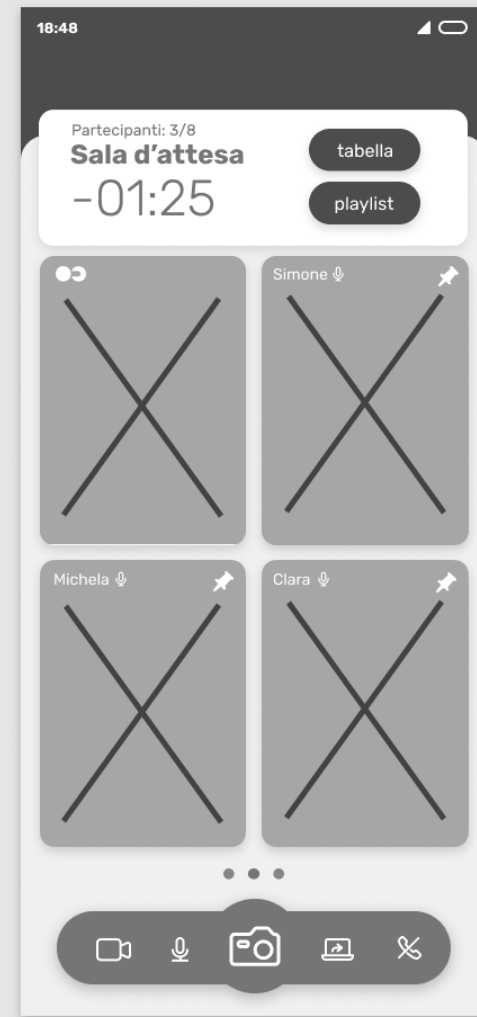 18:48
Partecipanti: 3/8
Sala d’attesa
-01:25
tabella
playlist
Simone
Michela
Clara